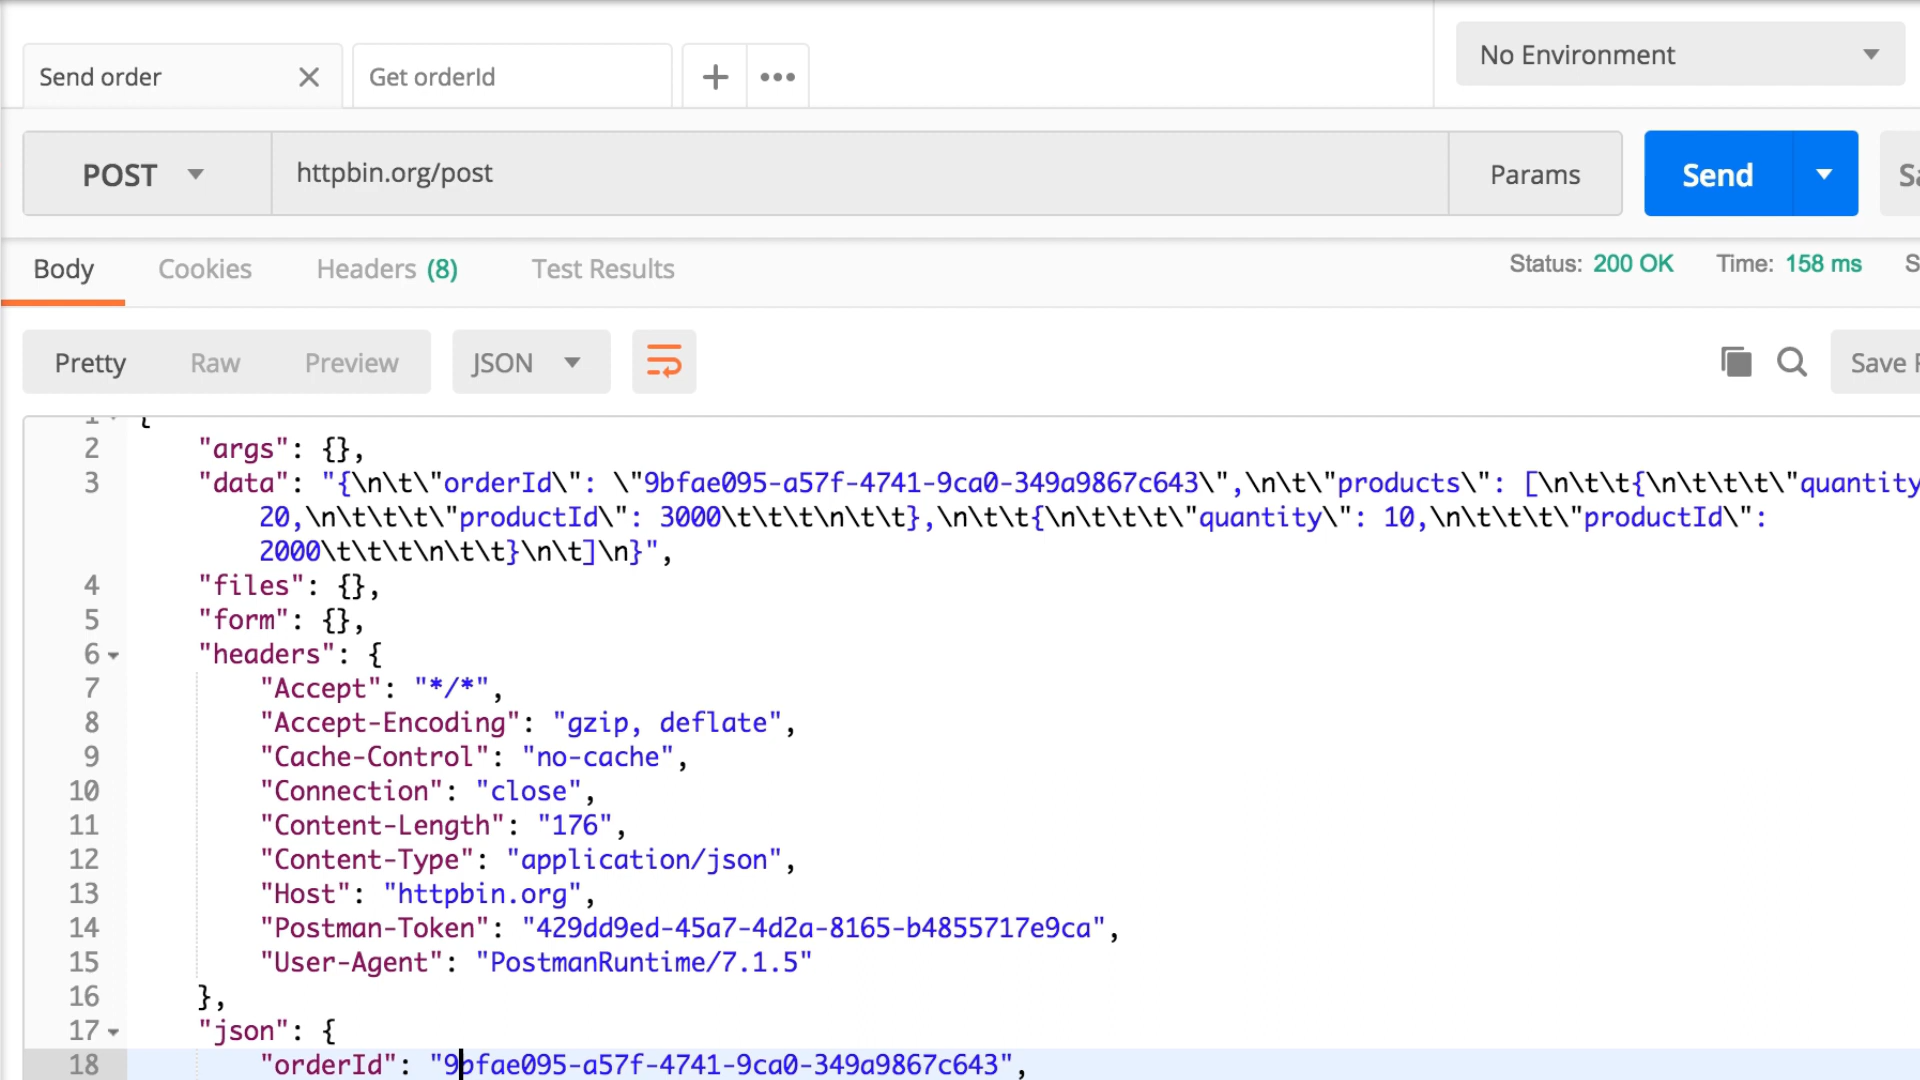 Send order
Get orderId
No Environment
POST
httpbin.org/post
Params
Send
Body
Cookies
Headers (8)
Test Results
Status: 200 OK
Time: 158 ms
Pretty
Raw
Preview
JSON
Save
1 {
2 "args": {},
3 "data": "{\n\t\"orderId\": \"9bfae095-a57f-4741-9ca0-349a9867c643\",\n\t\"products\": [\n\t\t{\n\t\t\t\"quantity
20,\n\t\t\t\"productId\": 3000\t\t\t\n\t\t},\n\t\t{\n\t\t\t\"quantity\": 10,\n\t\t\t\"productId\":
2000\t\t\t\n\t\t}\n\t]\n}",
4 "files": {},
5 "form": {},
6 "headers": {
7 "Accept": "*/*",
8 "Accept-Encoding": "gzip, deflate",
9 "Cache-Control": "no-cache",
10 "Connection": "close",
11 "Content-Length": "176",
12 "Content-Type": "application/json",
13 "Host": "httpbin.org",
14 "Postman-Token": "429dd9ed-45a7-4d2a-8165-b4855717e9ca",
15 "User-Agent": "PostmanRuntime/7.1.5"
16 },
17 "json": {
18 "orderId": "9bfae095-a57f-4741-9ca0-349a9867c643",